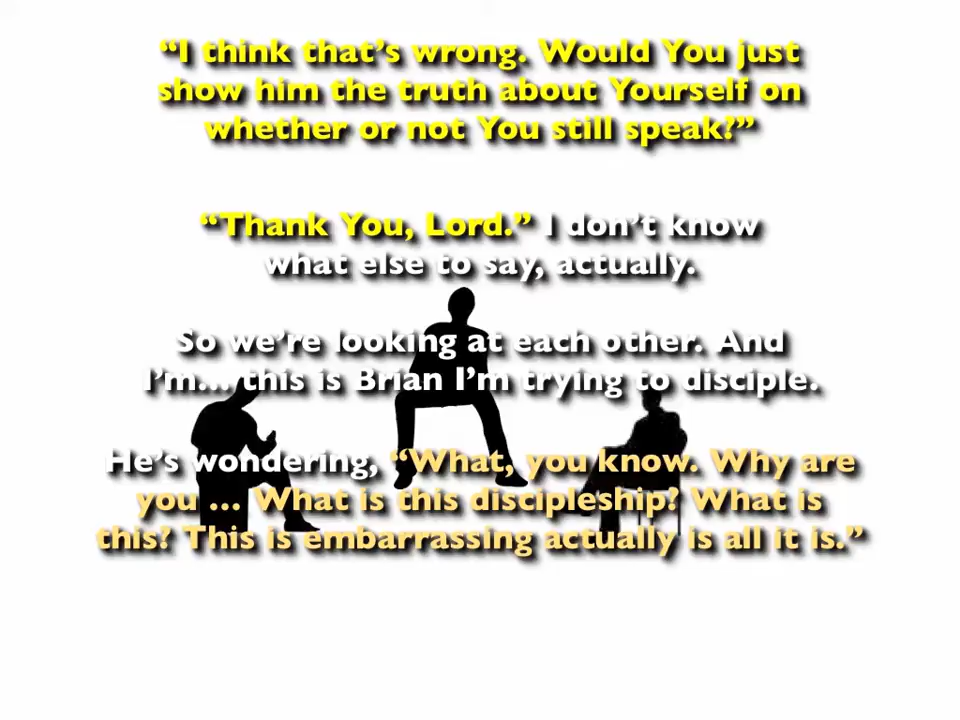 “I think that’s wrong. Would You just
show him the truth about Yourself on
whether or not You still speak?”
“Thank You, Lord.” I don’t know
what else to say, actually.
So we’re looking at each other. And
I’m... this is Brian I’m trying to disciple.
He’s wondering, “What, you know. Why are
you ... What is this discipleship? What is
this? This is embarrassing actually is all it is.”